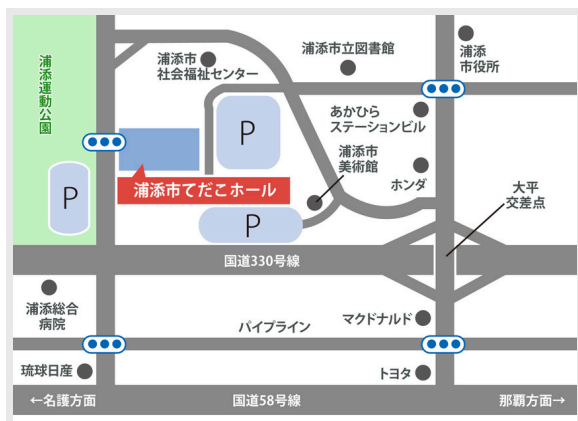 浦添運動公園
浦添市
社会福祉センター
浦添市立図書館
浦添
市役所
P
あかひら
ステーションビル
浦添市
美術館
ホンダ
大平
交差点
P
浦添市てだこホール
P
国道330号線
浦添総合
病院
パイプライン
マクドナルド
琉球日産
トヨタ
←名護方面
国道58号線
那覇方面→